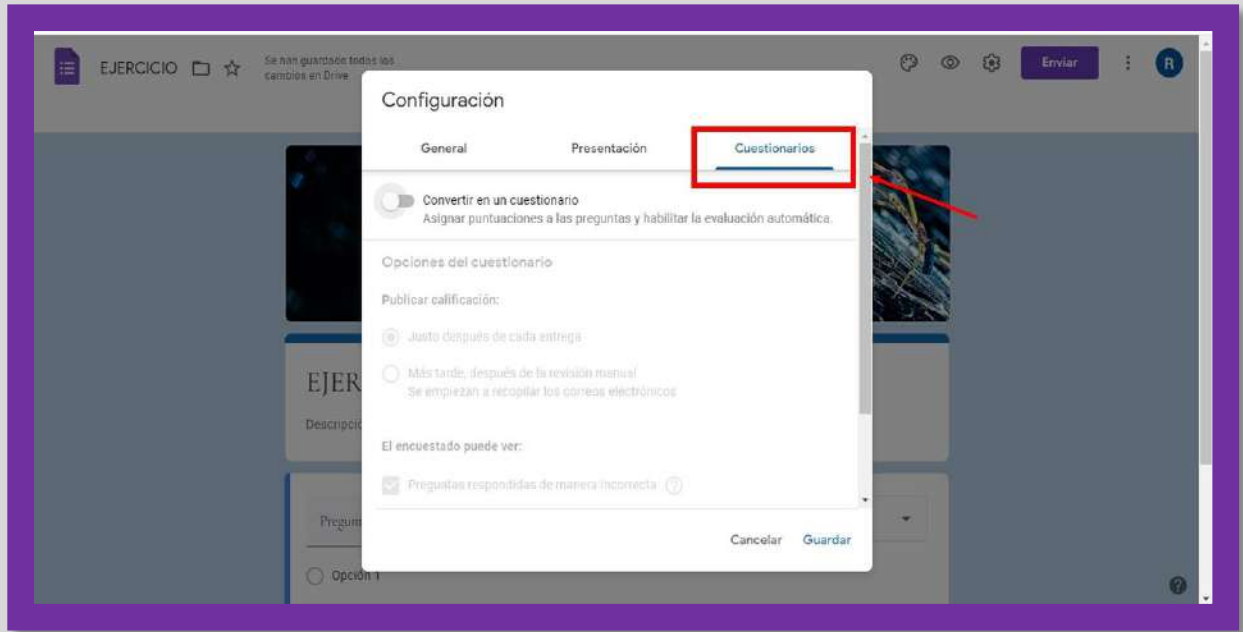 EJERCICIO
Se han guardado todos los
cambios en Drive
Enviar
R
Configuración
General
Presentación
Cuestionarios
Convertir en un cuestionario
Asignar puntuaciones a las preguntas y habilitar la evaluación automática.
Opciones del cuestionario
Publicar calificación:
Justo después de cada entrega
Más tarde, después de la revisión manual
Se empiezan a recopilar los correos electrónicos
El encuestado puede ver:
Preguntas respondidas de manera incorrecta
Cancelar
Guardar
EJER
Descripció
Pregun
Opción 1